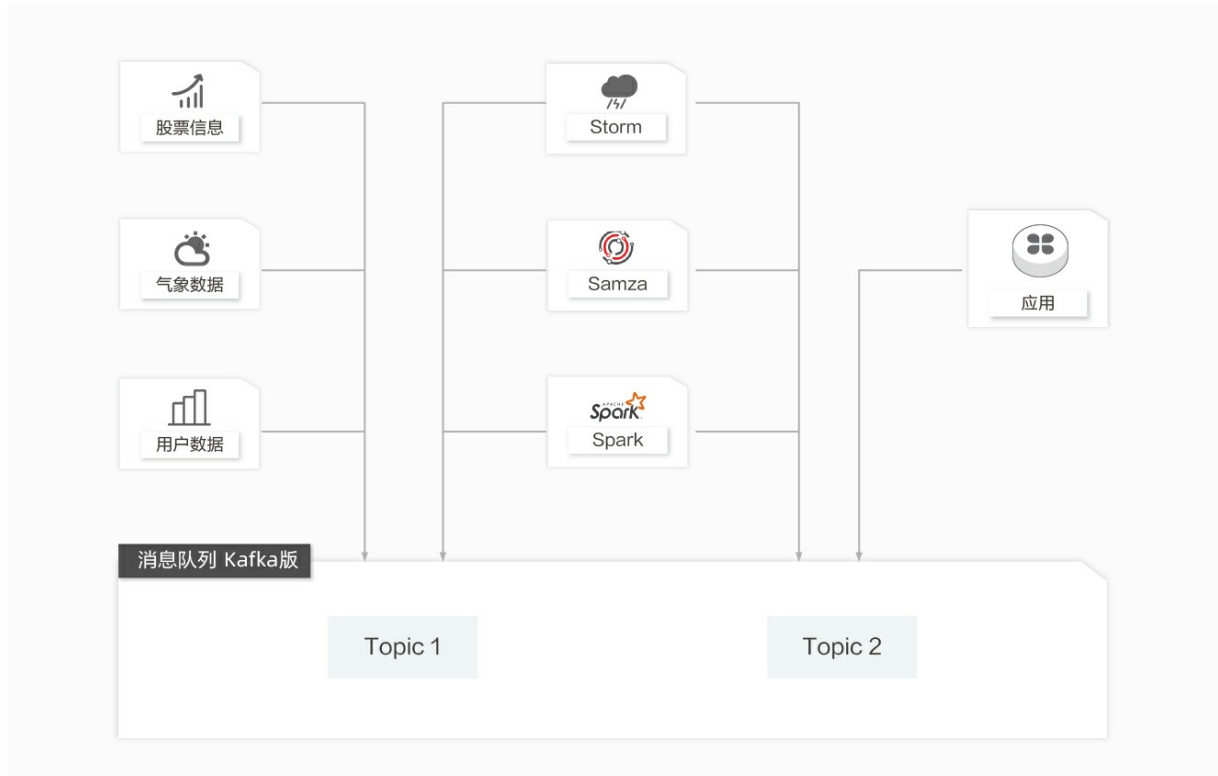 股票信息
气象数据
用户数据
Storm
Samza
APACHE
Spark
Spark
应用
消息队列 Kafka版
Topic 1
Topic 2